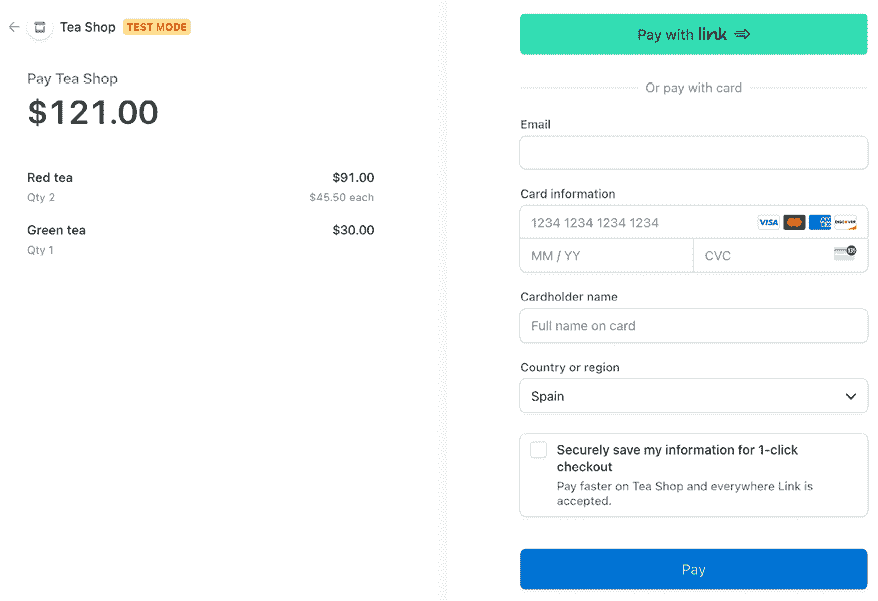 Tea Shop TEST MODE
Pay Tea Shop
$121.00
Red tea $91.00
Qty 2 $45.50 each
Green tea $30.00
Qty 1
Pay with link
Or pay with card
Email
Card information
1234 1234 1234 1234 VISA
MM / YY CVC
Cardholder name
Full name on card
Country or region
Spain
Securely save my information for 1-click
checkout
Pay faster on Tea Shop and everywhere Link is
accepted.
Pay